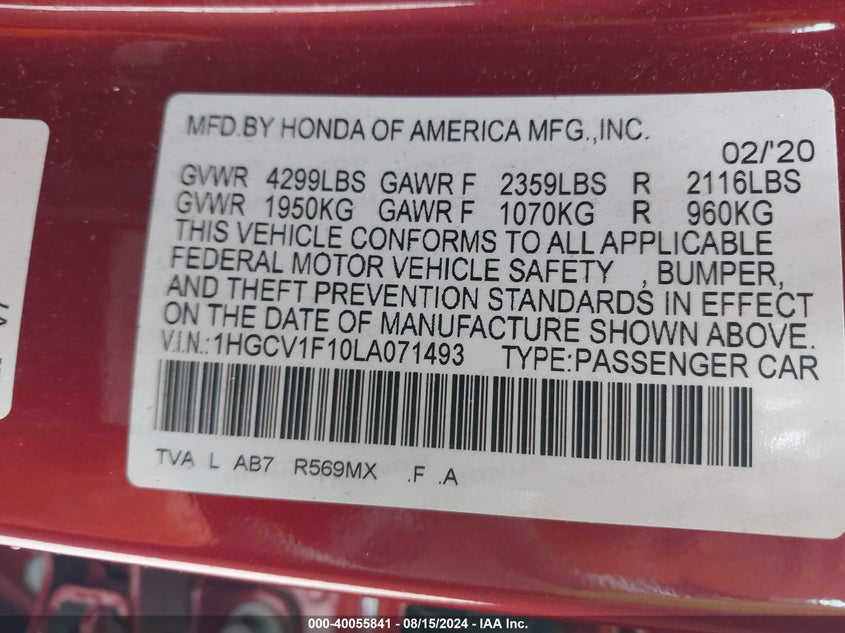 MFD.BY HONDA OF AMERICA MFG.,INC.
02/'20
GVWR 4299LBS GAWR F 2359LBS R 2116LBS
GVWR 1950KG GAWR F 1070KG R 960KG
THIS VEHICLE CONFORMS TO ALL APPLICABLE
FEDERAL MOTOR VEHICLE SAFETY , BUMPER,
AND THEFT PREVENTION STANDARDS IN EFFECT
ON THE DATE OF MANUFACTURE SHOWN ABOVE.
V.I.N.:1HGCV1F10LA071493 TYPE:PASSENGER CAR
TVA L AB7 R569MX .F .A
000-40055841 - 08/15/2024 - IAA Inc.